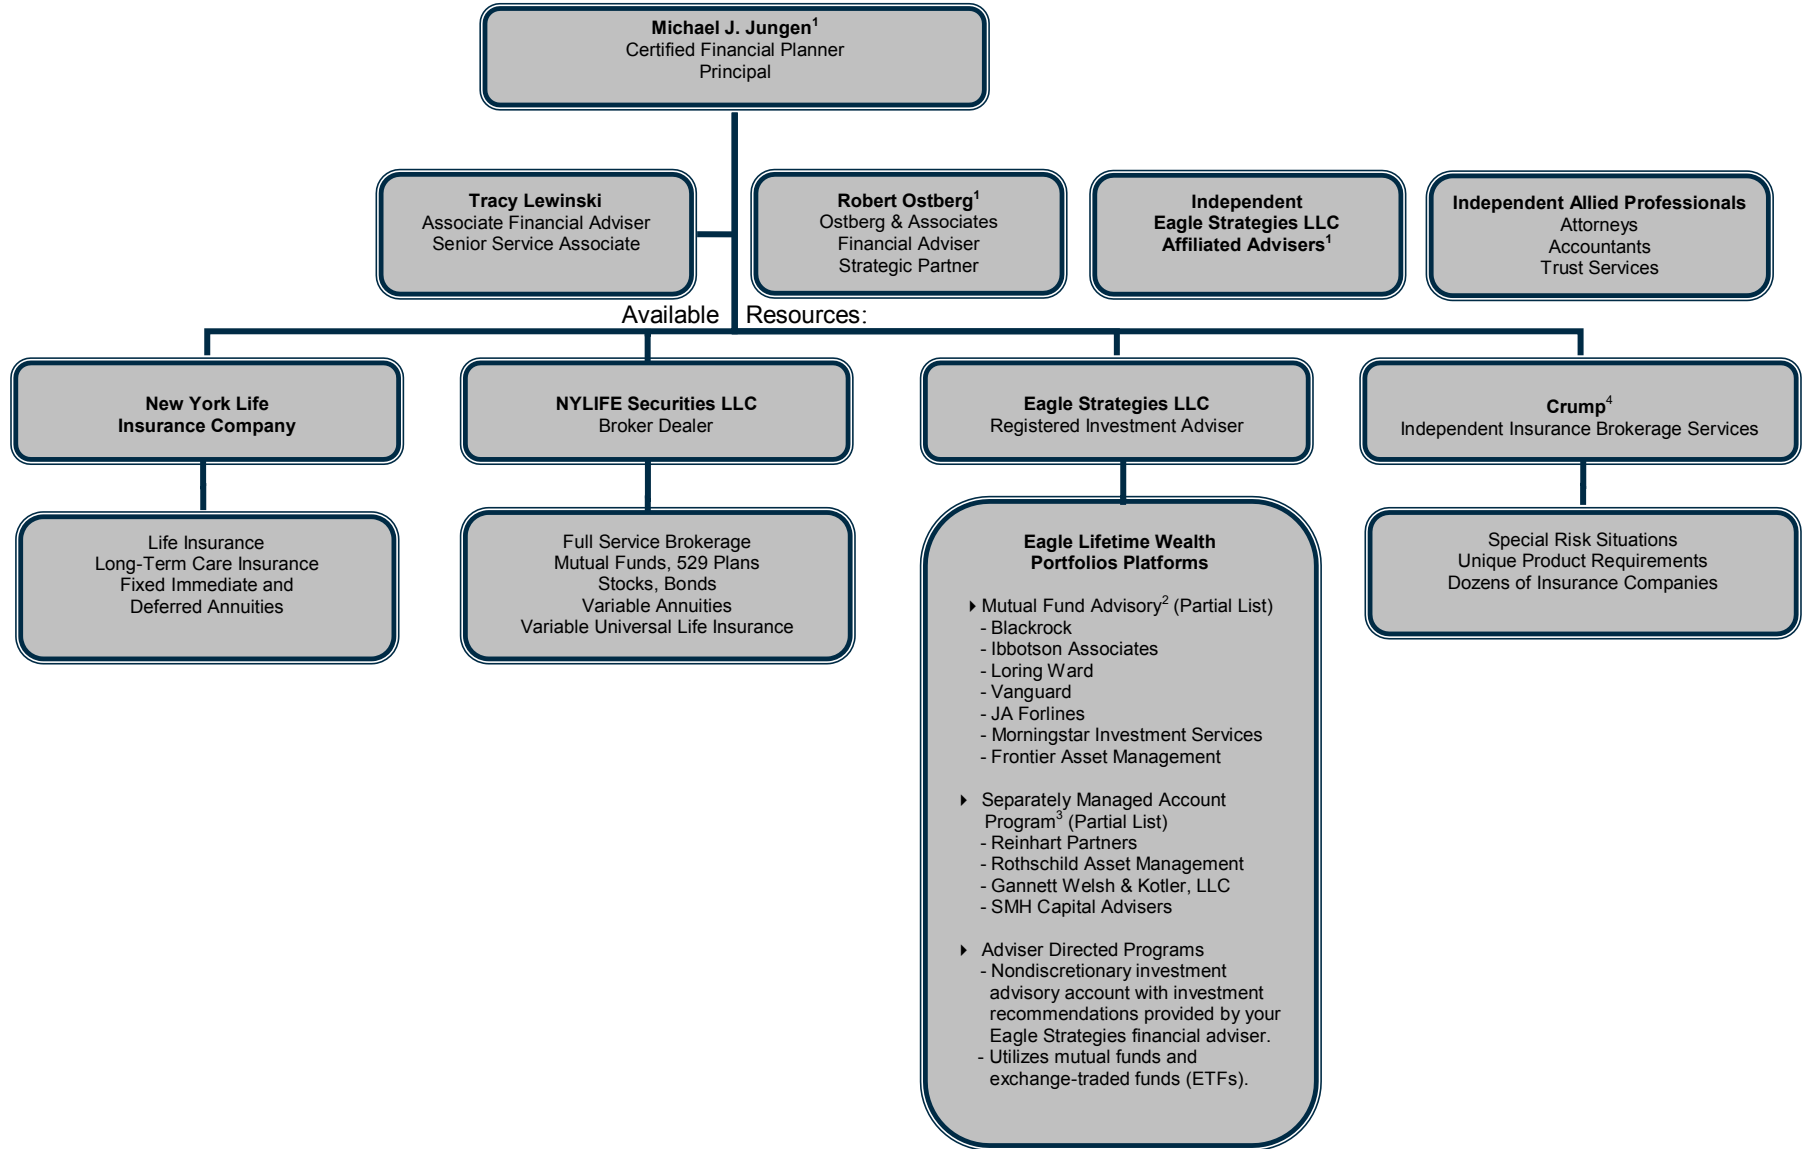 Michael J. Jungen¹
Certified Financial Planner
Principal
Tracy Lewinski
Associate Financial Adviser
Senior Service Associate
Robert Ostberg¹
Ostberg & Associates
Financial Adviser
Strategic Partner
Independent
Eagle Strategies LLC
Affiliated Advisers¹
Independent Allied Professionals
Attorneys
Accountants
Trust Services
Available Resources:
New York Life
Insurance Company
NYLIFE Securities LLC
Broker Dealer
Eagle Strategies LLC
Registered Investment Adviser
Crump⁴
Independent Insurance Brokerage Services
Life Insurance
Long-Term Care Insurance
Fixed Immediate and
Deferred Annuities
Full Service Brokerage
Mutual Funds, 529 Plans
Stocks, Bonds
Variable Annuities
Variable Universal Life Insurance
Eagle Lifetime Wealth
Portfolios Platforms
Mutual Fund Advisory² (Partial List)
- Blackrock
- Ibbotson Associates
- Loring Ward
- Vanguard
- JA Forlines
- Morningstar Investment Services
- Frontier Asset Management
Separately Managed Account
Program³ (Partial List)
- Reinhart Partners
- Rothschild Asset Management
- Gannett Welsh & Kotler, LLC
- SMH Capital Advisers
Adviser Directed Programs
- Nondiscretionary investment
advisory account with investment
recommendations provided by your
Eagle Strategies financial adviser.
- Utilizes mutual funds and
exchange-traded funds (ETFs).
Special Risk Situations
Unique Product Requirements
Dozens of Insurance Companies